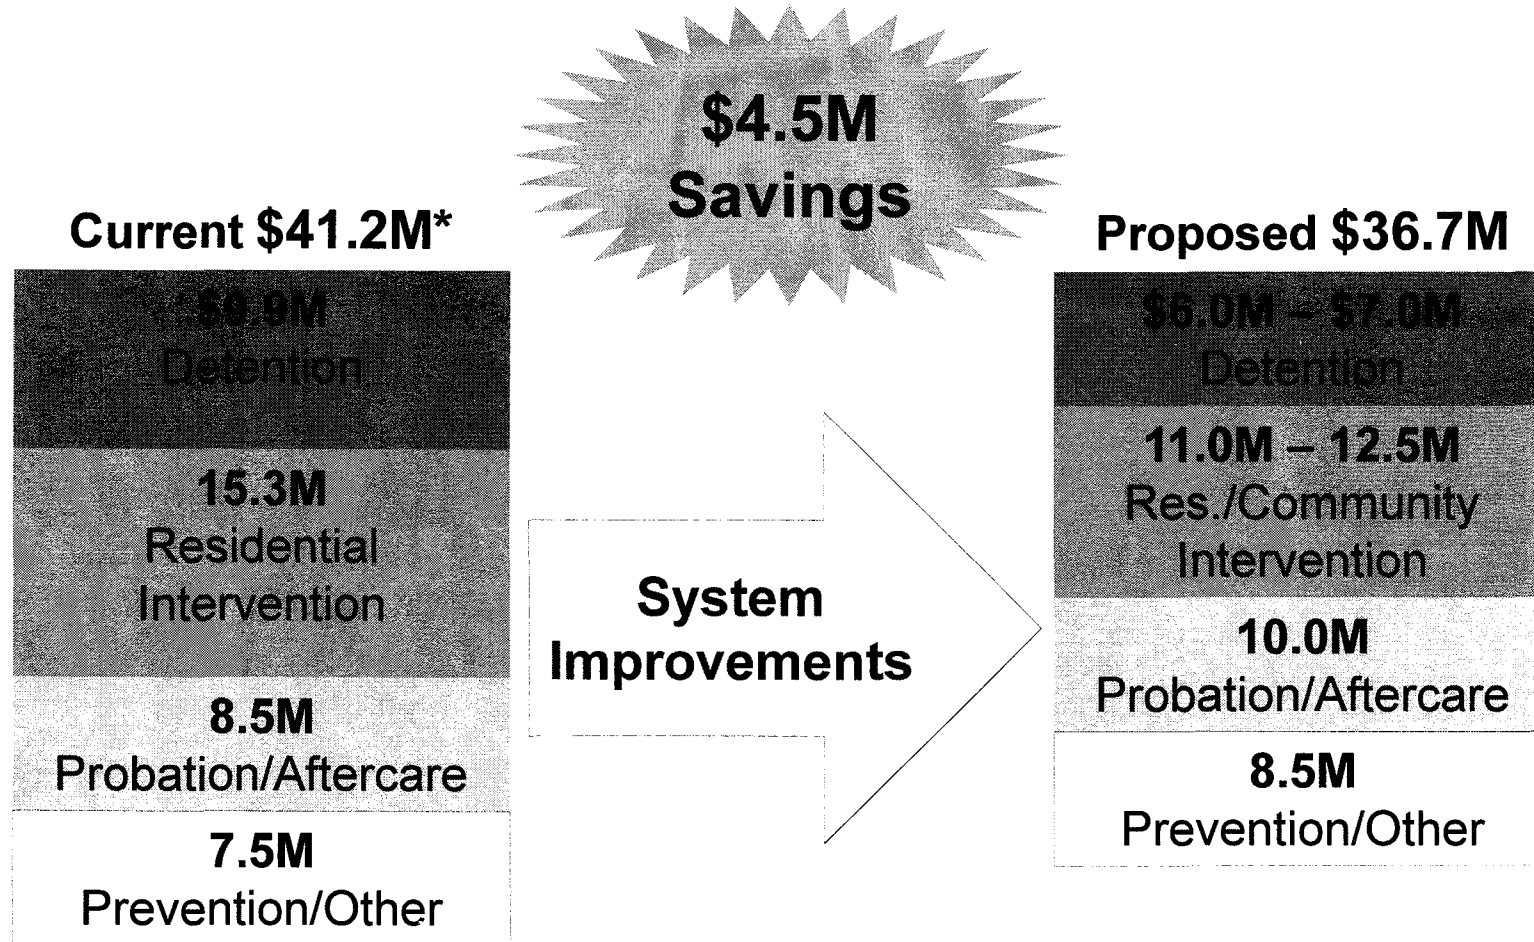 $4.5M
Savings
Current $41.2M*
$9.9M
Detention
15.3M
Residential
Intervention
8.5M
Probation/Aftercare
7.5M
Prevention/Other
System
Improvements
Proposed $36.7M
$6.0M – $7.0M
Detention
11.0M – 12.5M
Res./Community
Intervention
10.0M
Probation/Aftercare
8.5M
Prevention/Other